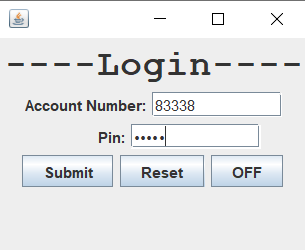 ----Login----
Account Number: 83338
Pin: •••••
Submit Reset OFF